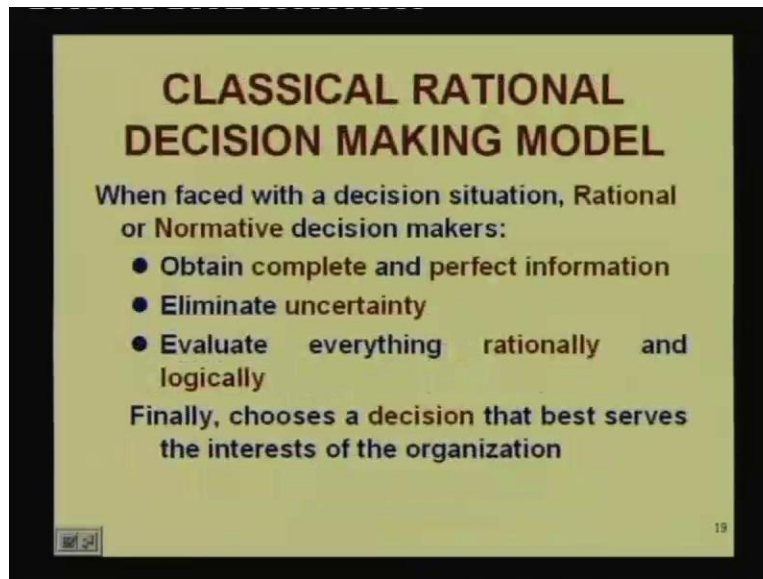 CLASSICAL RATIONAL
DECISION MAKING MODEL
When faced with a decision situation, Rational
or Normative decision makers:
● Obtain complete and perfect information
● Eliminate uncertainty
● Evaluate everything rationally and
logically
Finally, chooses a decision that best serves
the interests of the organization
19